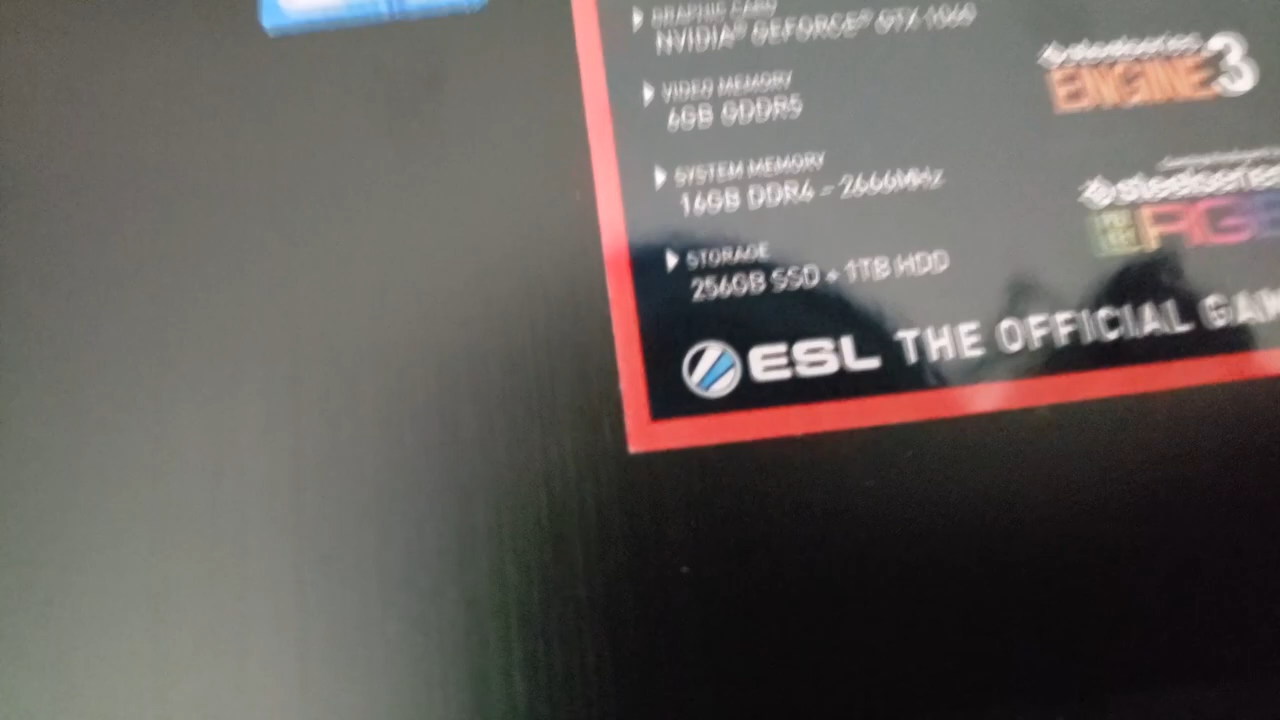 GRAPHIC CARD
NVIDIA® GEFORCE® GTX 1060
VIDEO MEMORY
6GB GDDR5
SYSTEM MEMORY
16GB DDR4 - 2666MHz
STORAGE
256GB SSD + 1TB HDD
steelseries
ENGINE 3
steelseries
RGB
ESL THE OFFICIAL